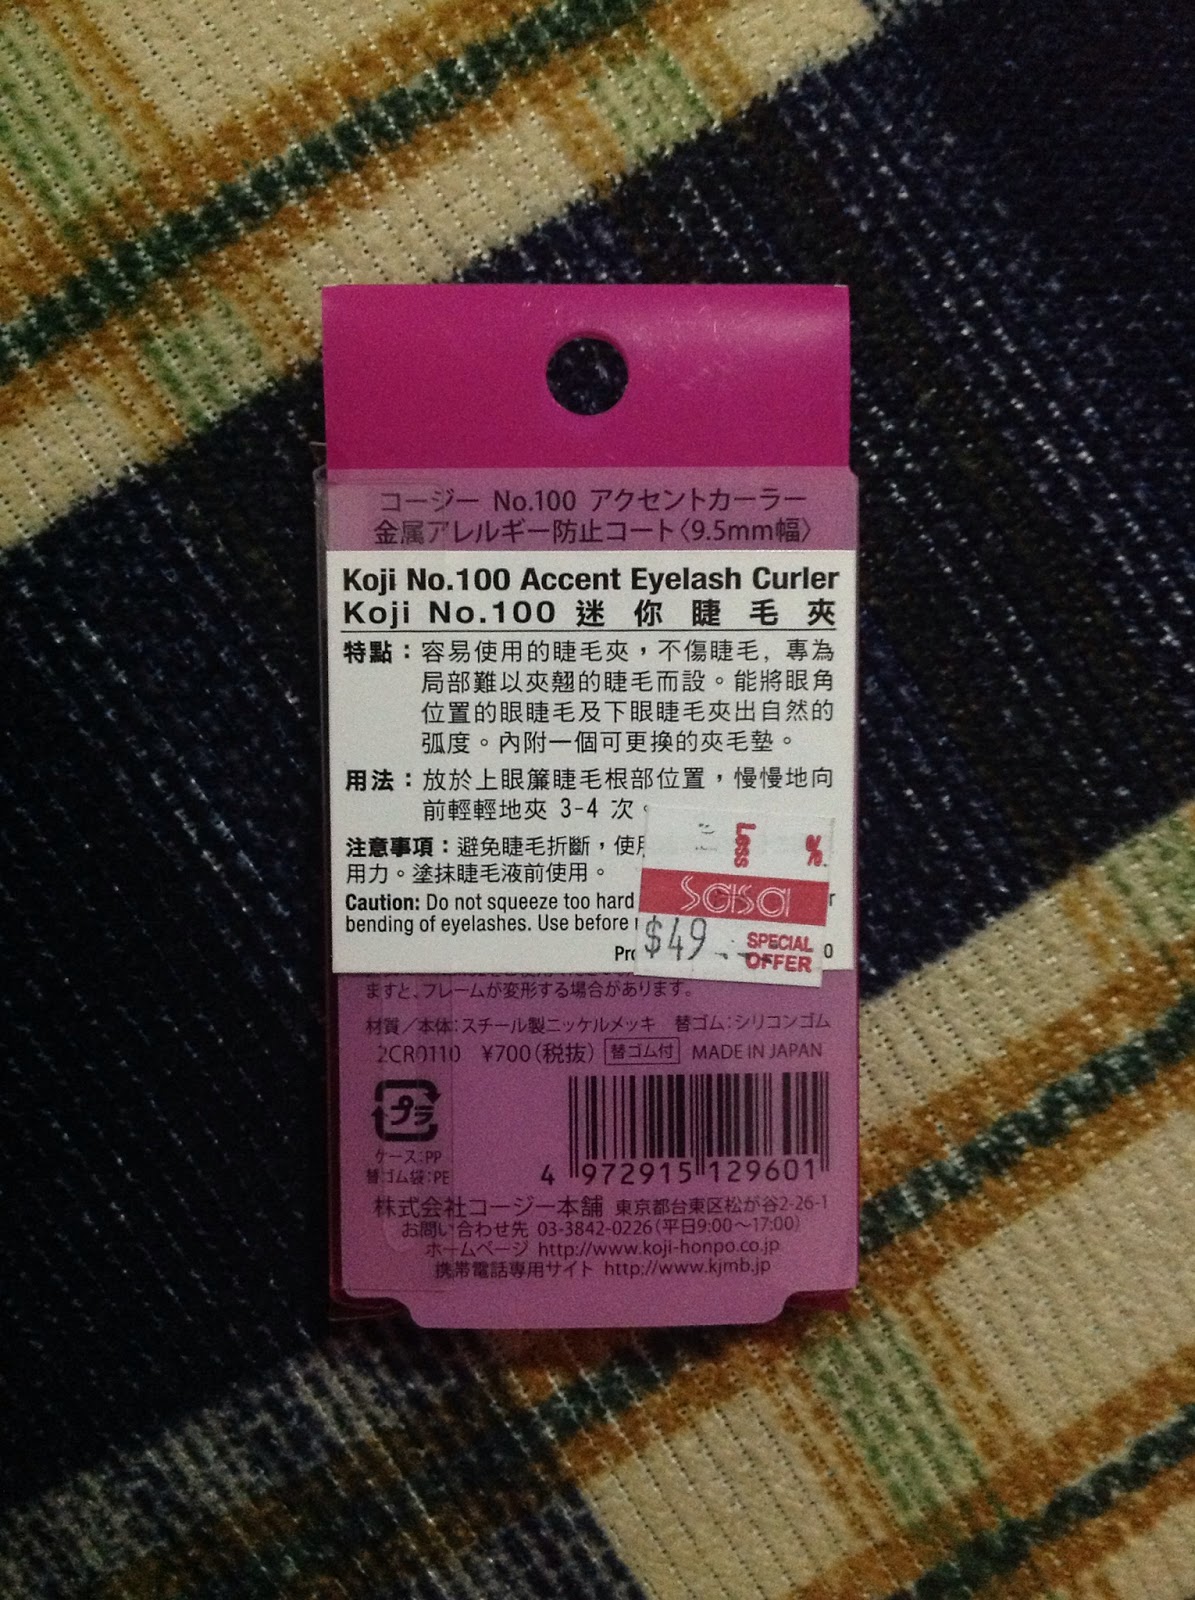 コージー No.100 アクセントカーラー
金属アレルギー防止コート〈9.5mm幅〉
Koji No.100 Accent Eyelash Curler
Koji No.100 迷你睫毛夾
特點：容易使用的睫毛夾，不傷睫毛, 專為
局部難以夾翹的睫毛而設。能將眼角
位置的眼睫毛及下眼睫毛夾出自然的
弧度。內附一個可更換的夾毛墊。
用法：放於上眼簾睫毛根部位置，慢慢地向
前輕輕地夾 3-4 次。
注意事項：避免睫毛折斷，使
用力。塗抹睫毛液前使用。
Caution: Do not squeeze too hard
bending of eyelashes. Use before
Less %
SaSa
$49
SPECIAL
OFFER
ますと、フレームが変形する場合があります。
材質／本体：スチール製ニッケルメッキ 替ゴム：シリコンゴム
2CR0110 ¥700（税抜） 替ゴム付 MADE IN JAPAN
プラ
ケース：PP
替ゴム袋：PE
4 972915 129601
株式会社コージー本舗 東京都台東区松が谷2-26-1
お問い合わせ先 03-3842-0226（平日9:00〜17:00）
ホームページ http://www.koji-honpo.co.jp
携帯電話専用サイト http://www.kjmb.jp